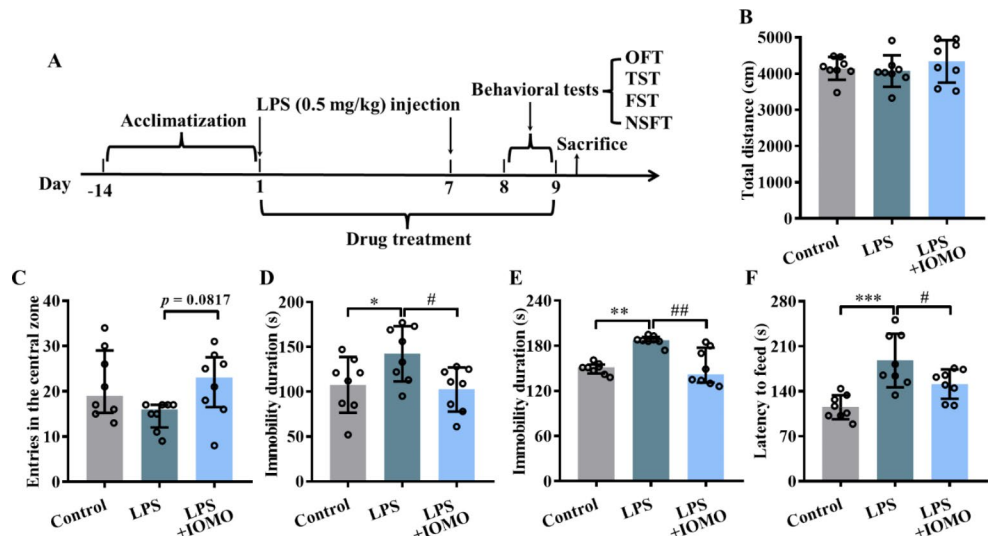 A
Acclimatization
LPS (0.5 mg/kg) injection
Behavioral tests
OFT
TST
FST
NSFT
Sacrifice
Day
-14
1
7
8
9
Drug treatment
B
Total distance (cm)
5000
4000
3000
2000
1000
0
Control
LPS
LPS
+IOMO
C
Entries in the central zone
40
30
20
10
0
p = 0.0817
Control
LPS
LPS
+IOMO
D
Immobility duration (s)
200
150
100
50
0
*
#
Control
LPS
LPS
+IOMO
E
Immobility duration (s)
240
180
120
60
0
**
##
Control
LPS
LPS
+IOMO
F
Latency to feed (s)
280
210
140
70
0
***
#
Control
LPS
LPS
+IOMO